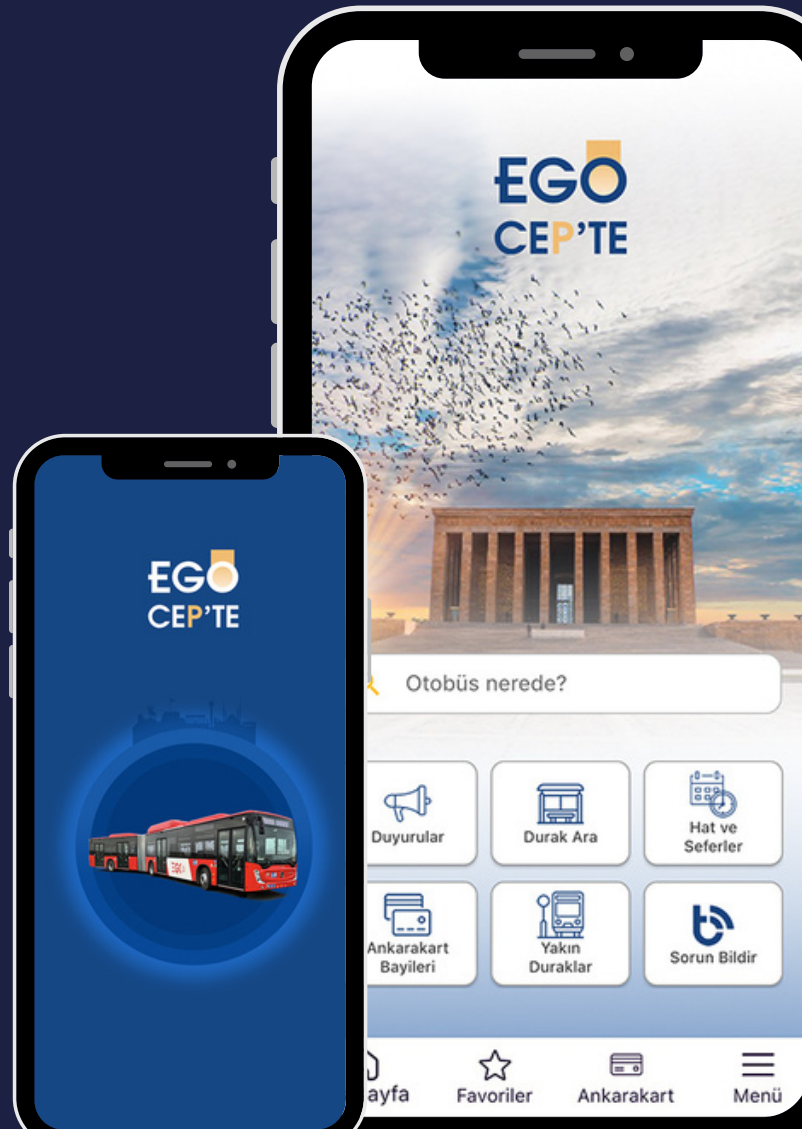 EGO
CEP'TE
Otobüs nerede?
Duyurular
Durak Ara
Hat ve
Seferler
Ankarakart
Bayileri
Yakın
Duraklar
Sorun Bildir
ayfa
Favoriler
Ankarakart
Menü
EGO
CEP'TE